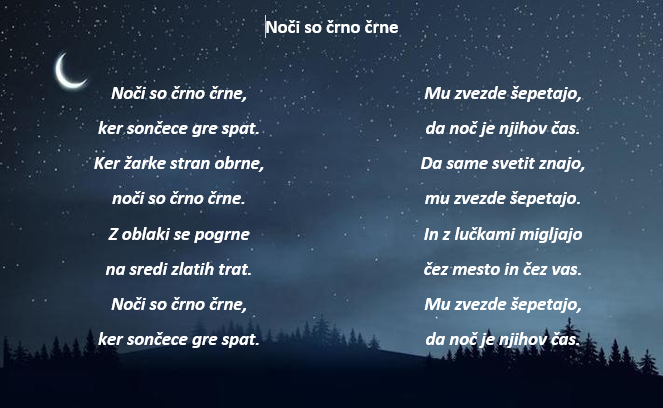 Noči so črno črne
Noči so črno črne,
ker sončece gre spat.
Ker žarke stran obrne,
noči so črno črne.
Z oblaki se pogrne
na sredi zlatih trat.
Noči so črno črne,
ker sončece gre spat.
Mu zvezde šepetajo,
da noč je njihov čas.
Da same svetit znajo,
mu zvezde šepetajo.
In z lučkami migljajo
čez mesto in čez vas.
Mu zvezde šepetajo,
da noč je njihov čas.